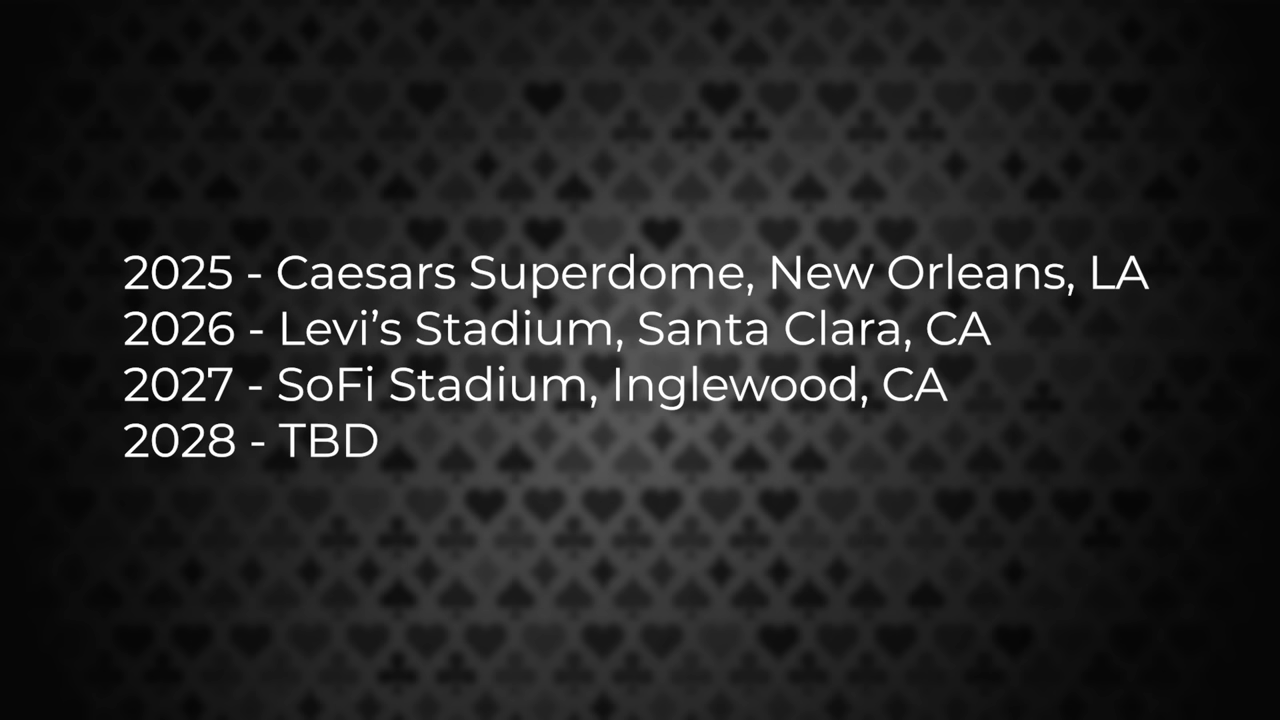 2025 - Caesars Superdome, New Orleans, LA
2026 - Levi’s Stadium, Santa Clara, CA
2027 - SoFi Stadium, Inglewood, CA
2028 - TBD